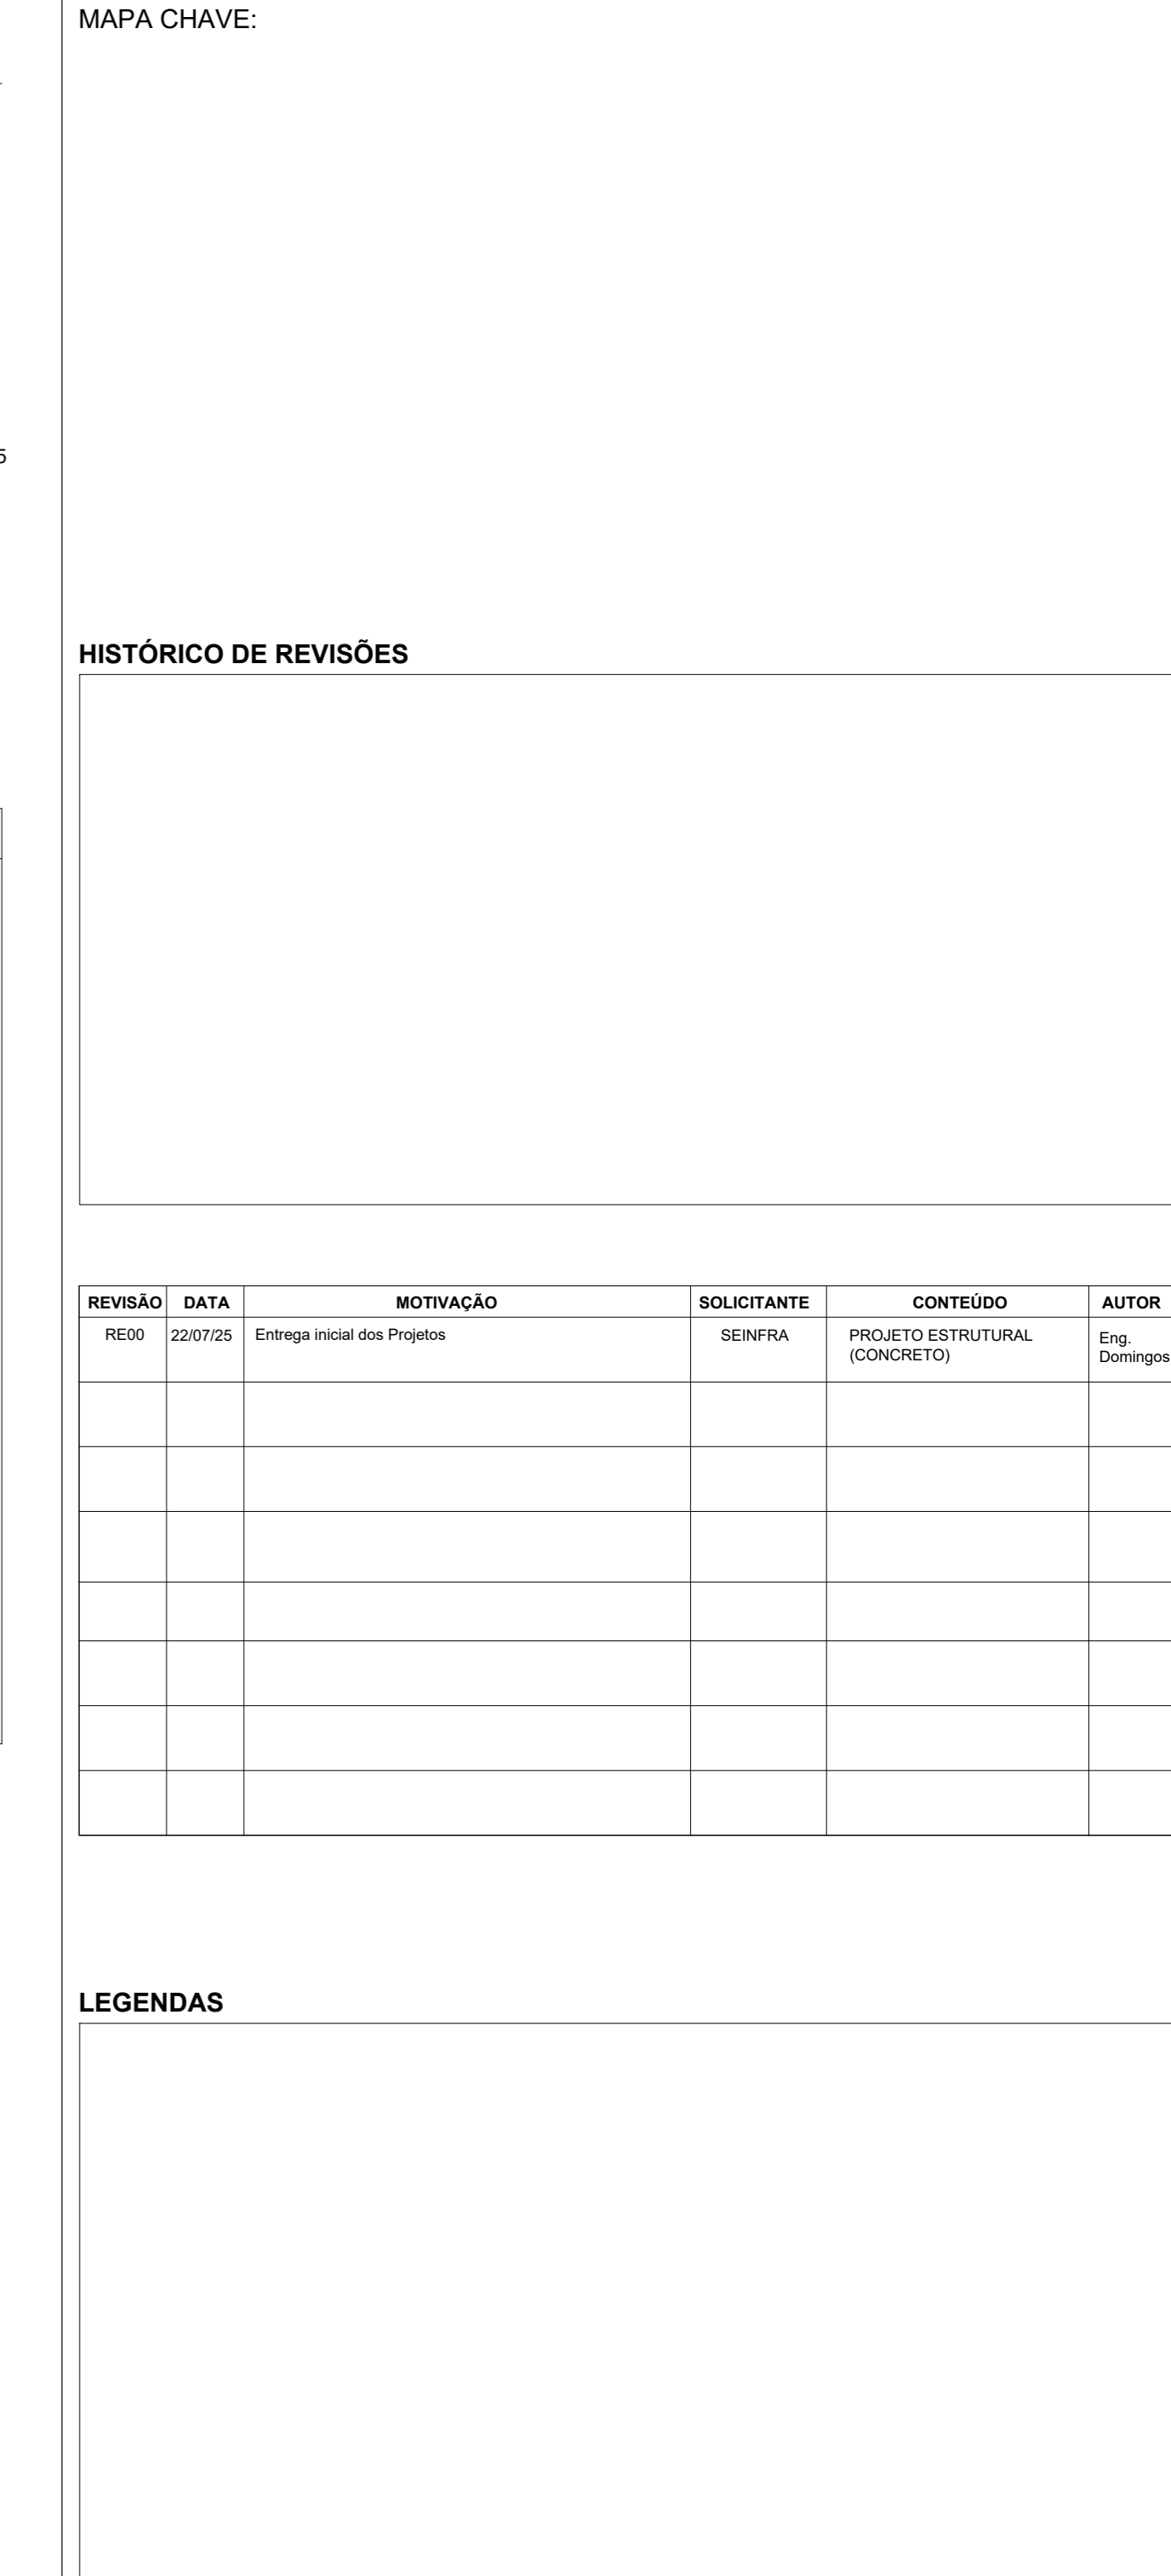 MAPA CHAVE:
5
HISTÓRICO DE REVISÕES
REVISÃO DATA MOTIVAÇÃO SOLICITANTE CONTEÚDO AUTOR
RE00 22/07/25 Entrega inicial dos Projetos SEINFRA PROJETO ESTRUTURAL Eng.
(CONCRETO) Domingos
LEGENDAS